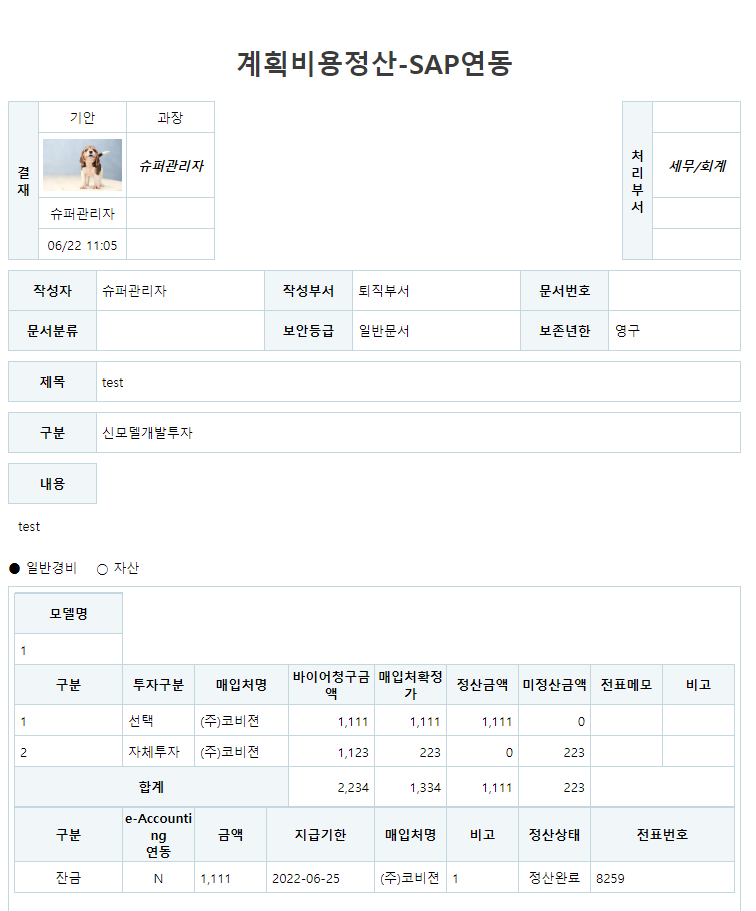 계획비용정산-SAP연동
결재
기안 과장
슈퍼관리자
슈퍼관리자
06/22 11:05
처리부서
세무/회계
작성자 슈퍼관리자 작성부서 퇴직부서 문서번호
문서분류 보안등급 일반문서 보존년한 영구
제목 test
구분 신모델개발투자
내용
test
● 일반경비 ○ 자산
모델명
1
구분 투자구분 매입처명 바이어청구금액 매입처확정가 정산금액 미정산금액 전표메모 비고
1 선택 (주)코비젼 1,111 1,111 1,111 0
2 자체투자 (주)코비젼 1,123 223 0 223
합계 2,234 1,334 1,111 223
구분 e-Accounting 연동 금액 지급기한 매입처명 비고 정산상태 전표번호
잔금 N 1,111 2022-06-25 (주)코비젼 1 정산완료 8259